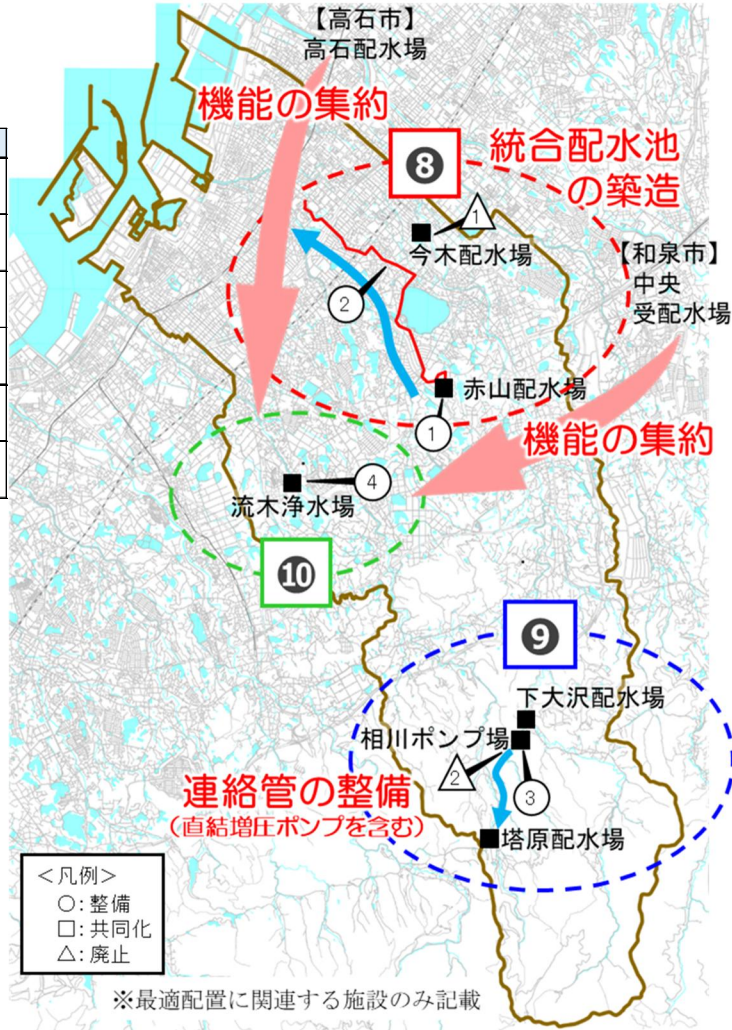 【高石市】
高石配水場
機能の集約
❽
統合配水池
の築造
1
今木配水場
【和泉市】
中央
受配水場
2
赤山配水場
1
機能の集約
4
流木浄水場
❿
❾
下大沢配水場
相川ポンプ場
2
3
連絡管の整備
(直結増圧ポンプを含む)
塔原配水場
<凡例>
○:整備
□:共同化
△:廃止
※最適配置に関連する施設のみ記載